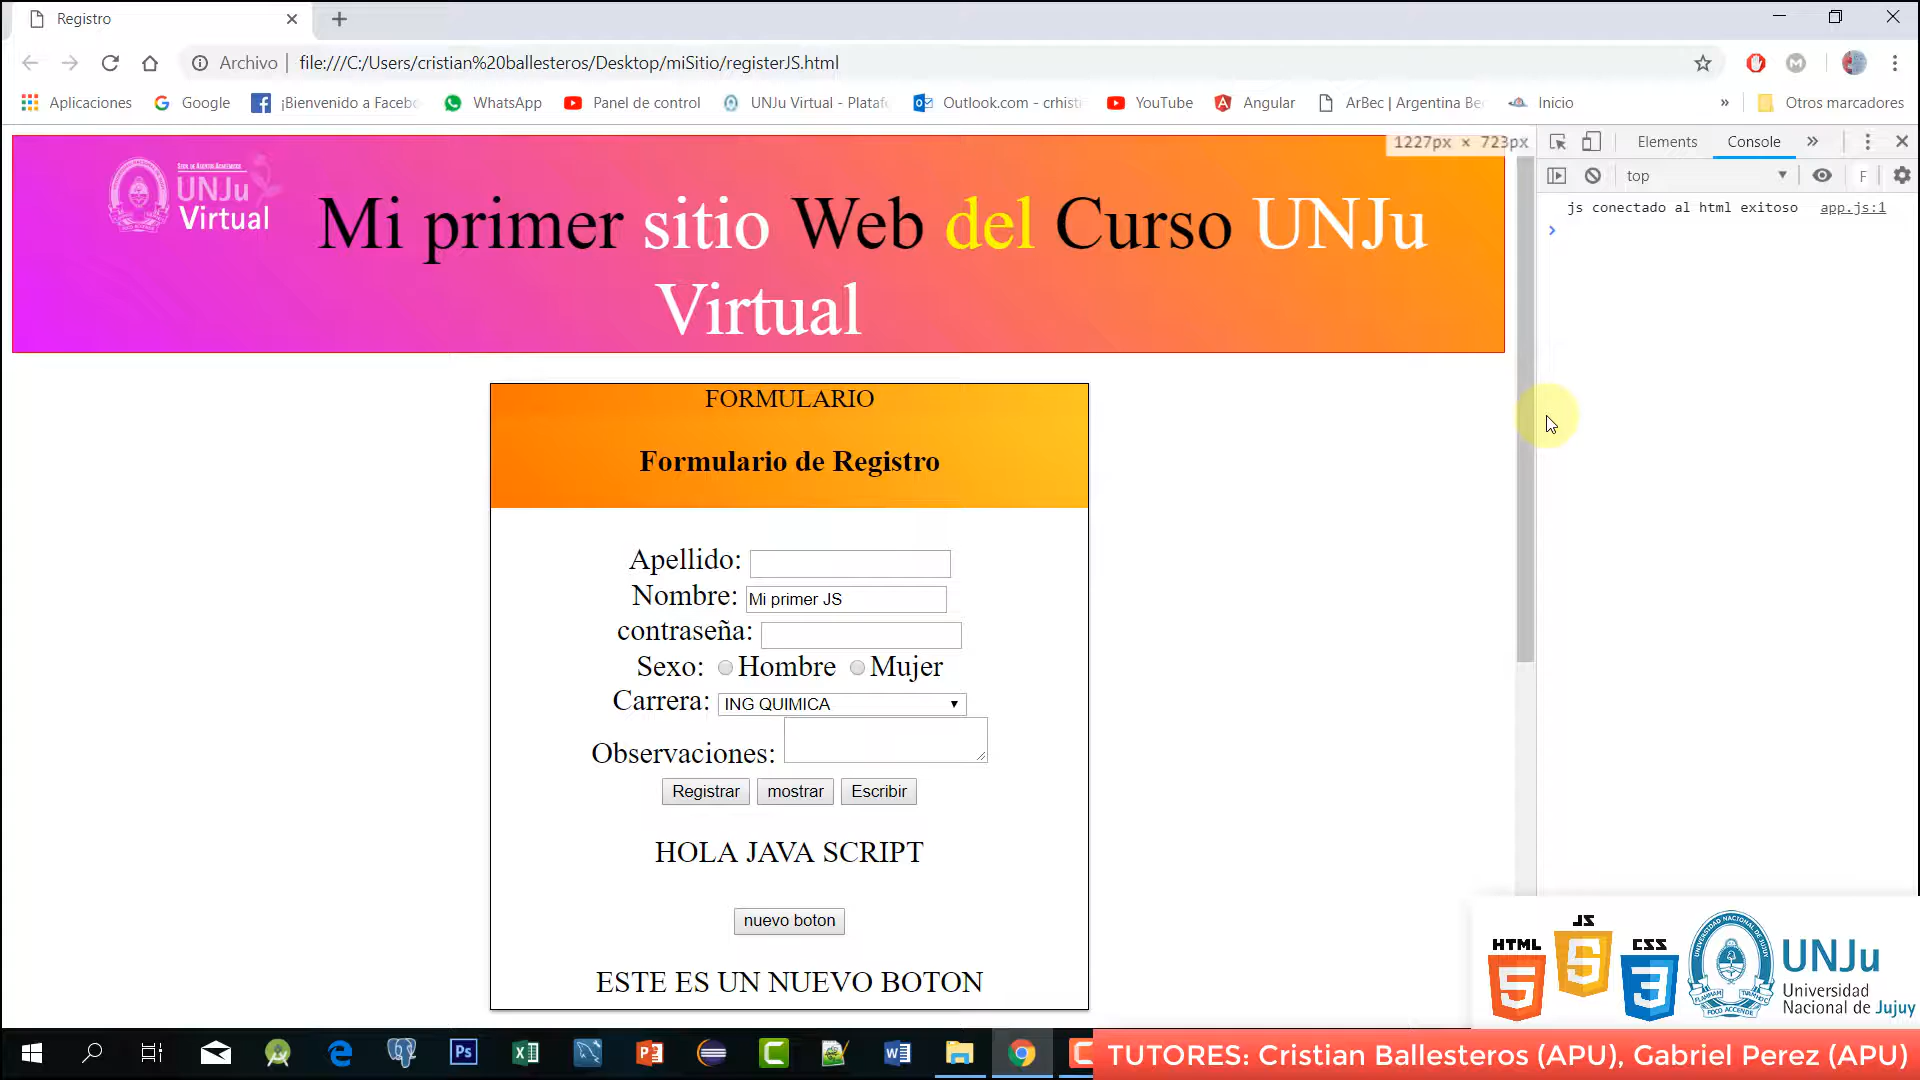 Registro
Archivo
file:///C:/Users/cristian%20ballesteros/Desktop/miSitio/registerJS.html
Aplicaciones
Google
¡Bienvenido a Facebo
WhatsApp
Panel de control
UNJu Virtual - Plataf
Outlook.com - crhisti
YouTube
Angular
ArBec | Argentina Be
Inicio
»
Otros marcadores
1227px × 723px
Elements
Console
»
top
F
js conectado al html exitoso
app.js:1
UNJu
Virtual
Mi primer sitio Web del Curso UNJu
Virtual
FORMULARIO
Formulario de Registro
Apellido:
Nombre: Mi primer JS
contraseña:
Sexo: Hombre Mujer
Carrera: ING QUIMICA
Observaciones:
Registrar
mostrar
Escribir
HOLA JAVA SCRIPT
nuevo boton
ESTE ES UN NUEVO BOTON
HTML
JS
CSS
UNJu
Universidad
Nacional de Jujuy
TUTORES: Cristian Ballesteros (APU), Gabriel Perez (APU)